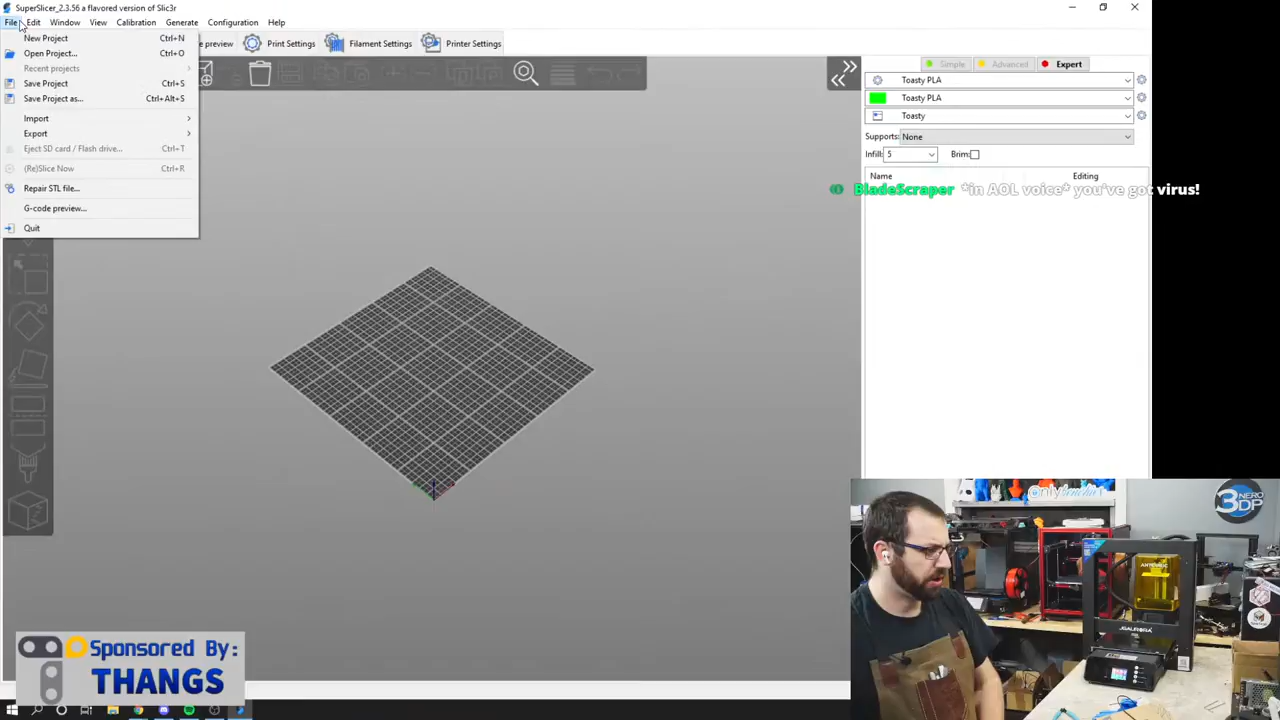 SuperSlicer_2.3.56 a flavored version of Slic3r
File Edit Window View Calibration Generate Configuration Help
New Project Ctrl+N
Open Project... Ctrl+O
Recent projects
Save Project Ctrl+S
Save Project as... Ctrl+Alt+S
Import
Export
Eject SD card / Flash drive... Ctrl+T
(Re)Slice Now Ctrl+R
Repair STL file...
G-code preview...
Quit
e preview Print Settings Filament Settings Printer Settings
Simple Advanced Expert
Toasty PLA
Toasty PLA
Toasty
Supports: None
Infill: 5 Brim:
Name Editing
BladeScraper *in AOL voice* you've got virus!
NERO
3DP
JGAURORA
Sponsored By:
THANGS